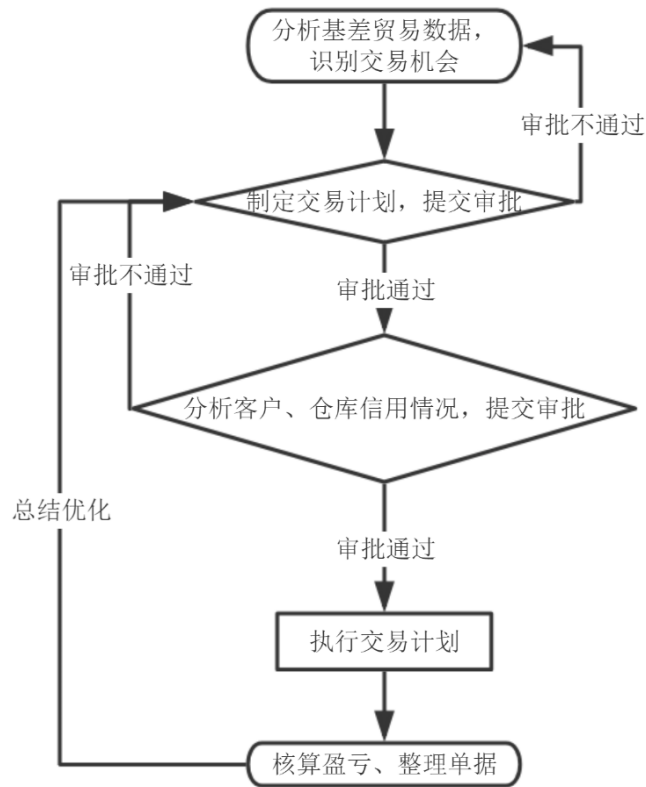 分析基差贸易数据，
识别交易机会
审批不通过
制定交易计划，提交审批
审批不通过
审批通过
分析客户、仓库信用情况，提交审批
总结优化
审批通过
执行交易计划
核算盈亏、整理单据